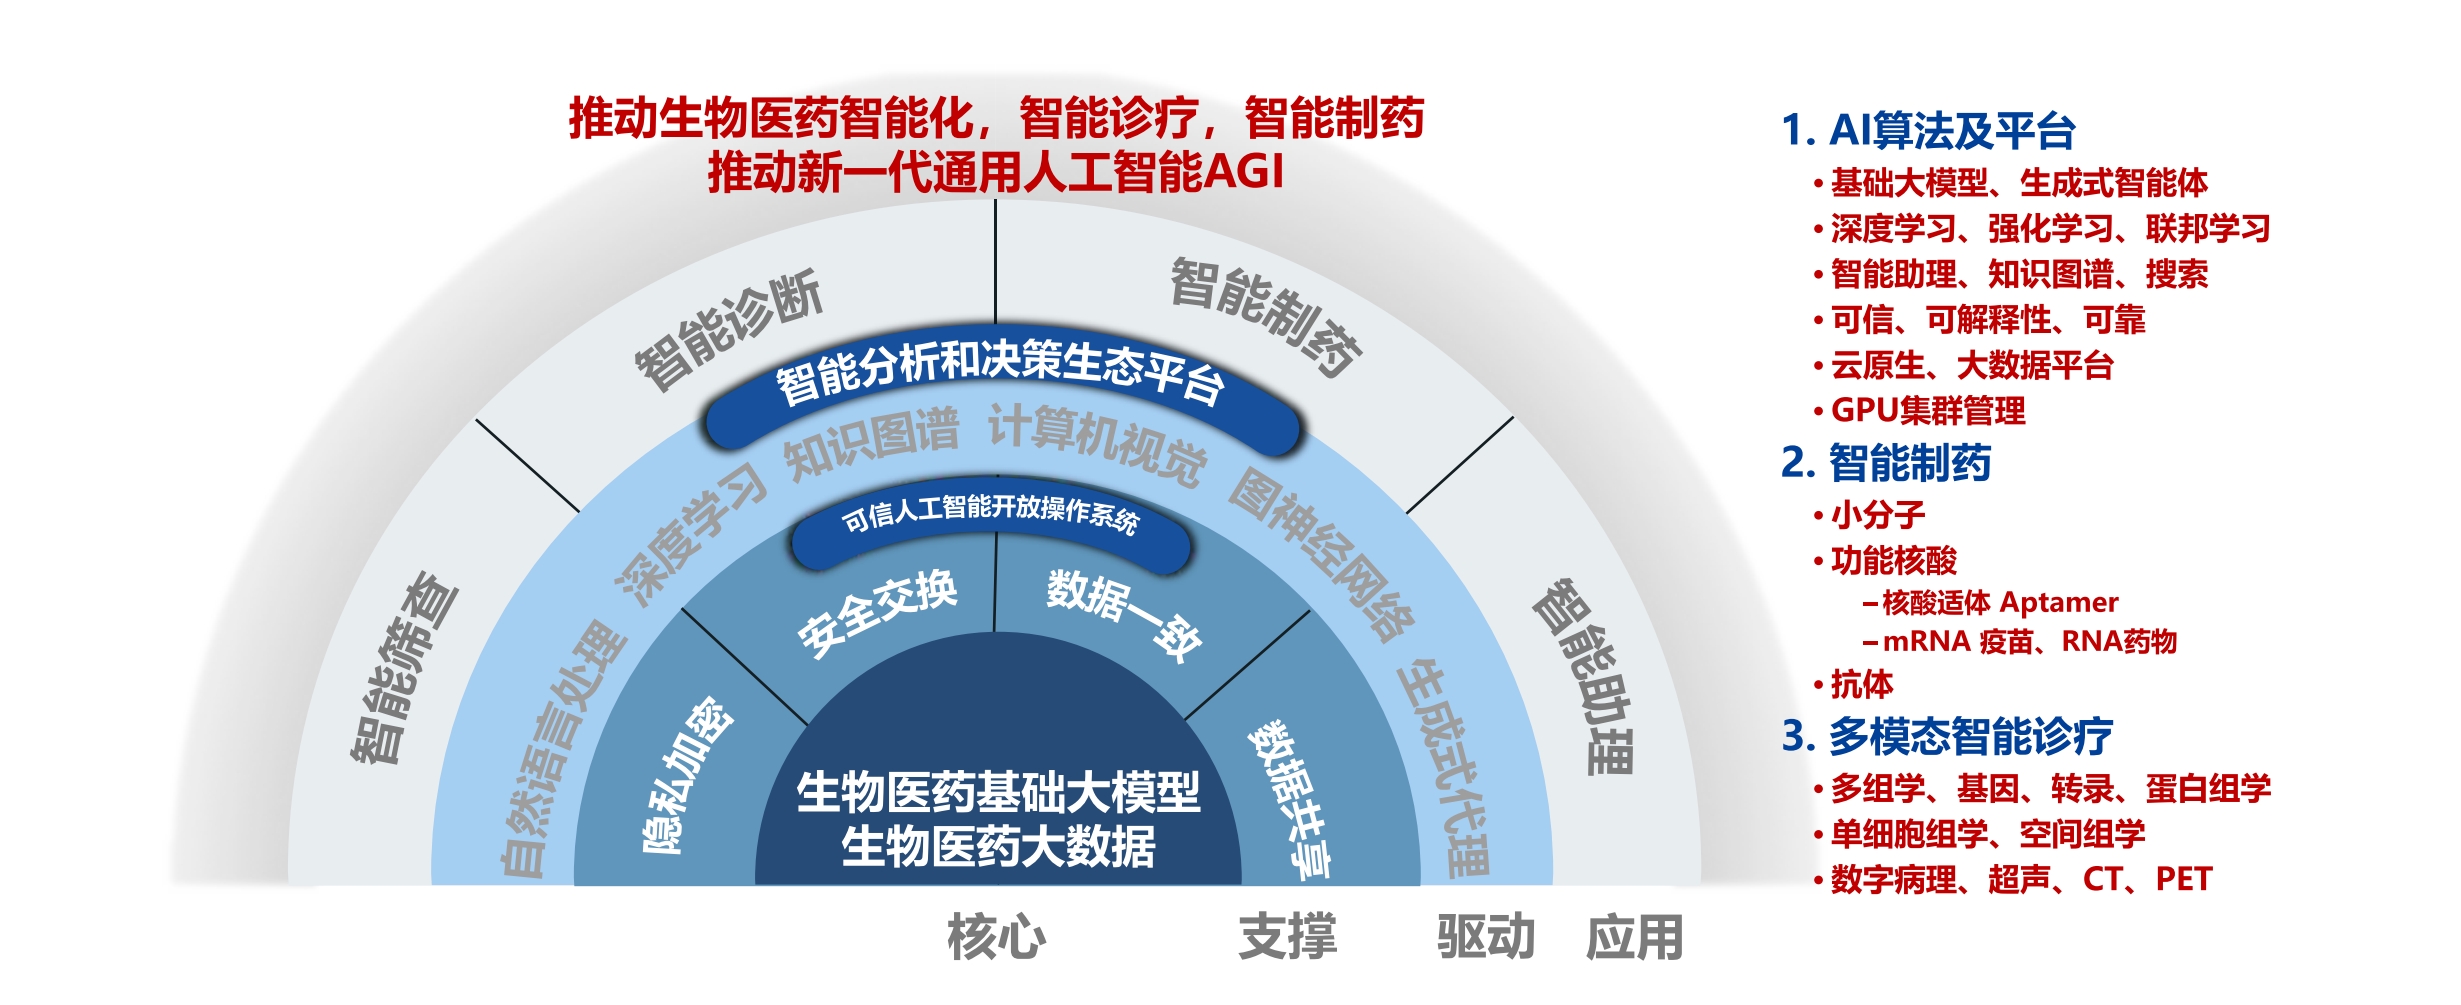 推动生物医药智能化，智能诊疗，智能制药
推动新一代通用人工智能AGI
智能筛查
智能诊断
智能制药
智能助理
智能分析和决策生态平台
自然语言处理
深度学习
知识图谱
计算机视觉
图神经网络
生成式代理
可信人工智能开放操作系统
隐私加密
安全交换
数据一致
数据共享
生物医药基础大模型
生物医药大数据
核心
支撑
驱动
应用
1. AI算法及平台
• 基础大模型、生成式智能体
• 深度学习、强化学习、联邦学习
• 智能助理、知识图谱、搜索
• 可信、可解释性、可靠
• 云原生、大数据平台
• GPU集群管理
2. 智能制药
• 小分子
• 功能核酸
– 核酸适体 Aptamer
– mRNA 疫苗、RNA药物
• 抗体
3. 多模态智能诊疗
• 多组学、基因、转录、蛋白组学
• 单细胞组学、空间组学
• 数字病理、超声、CT、PET